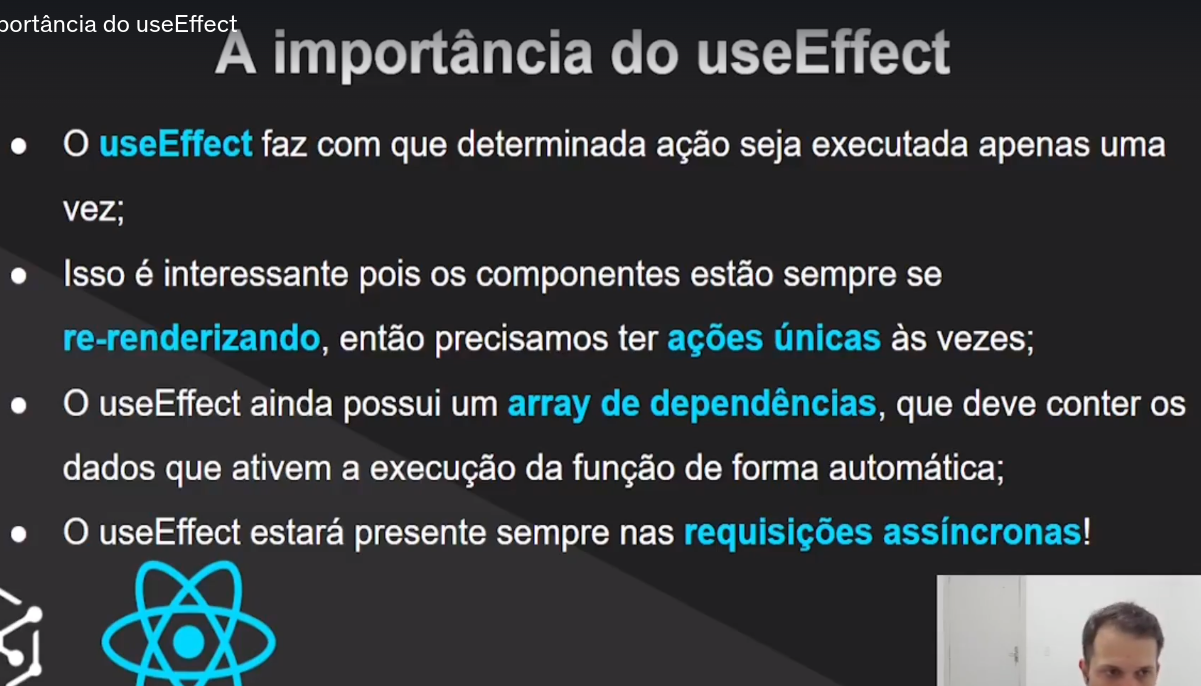 portância do useEffect
A importância do useEffect
● O useEffect faz com que determinada ação seja executada apenas uma
vez;
● Isso é interessante pois os componentes estão sempre se
re-renderizando, então precisamos ter ações únicas às vezes;
● O useEffect ainda possui um array de dependências, que deve conter os
dados que ativem a execução da função de forma automática;
● O useEffect estará presente sempre nas requisições assíncronas!